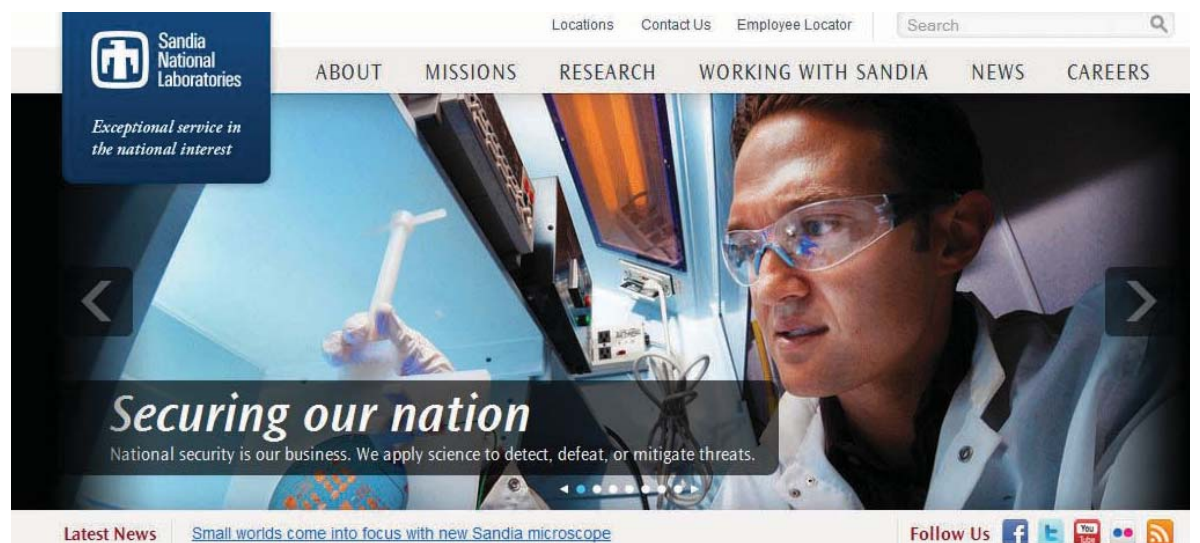 Locations Contact Us Employee Locator Search
Sandia
National
Laboratories
Exceptional service in
the national interest
ABOUT MISSIONS RESEARCH WORKING WITH SANDIA NEWS CAREERS
Securing our nation
National security is our business. We apply science to detect, defeat, or mitigate threats.
Latest News Small worlds come into focus with new Sandia microscope
Follow Us
You
Tube